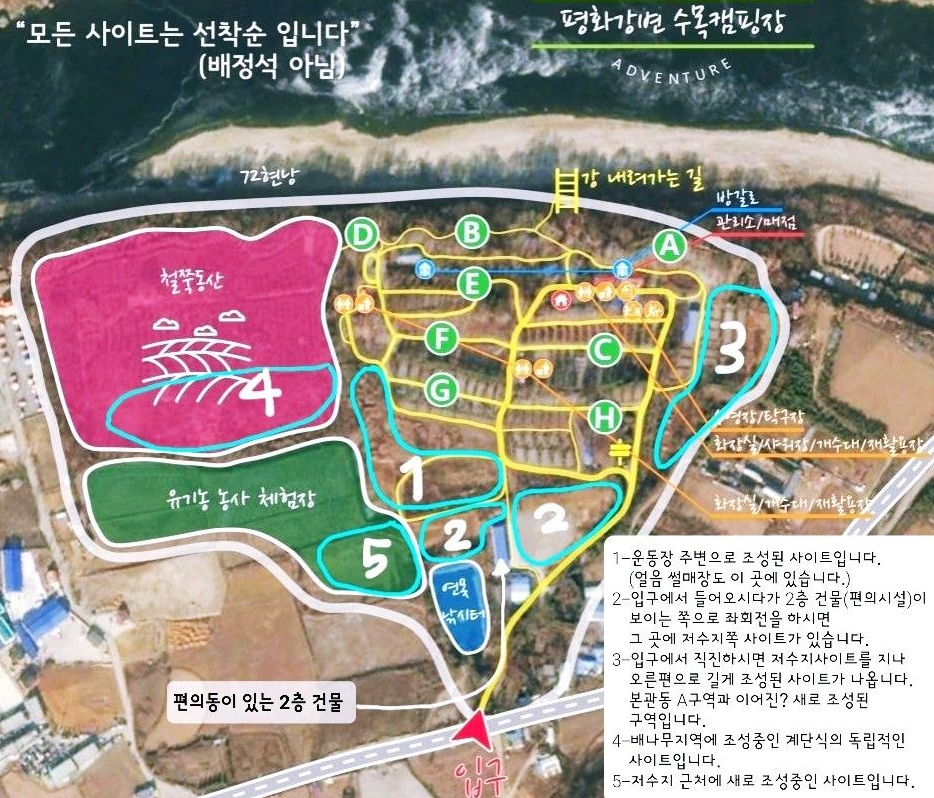 "모든 사이트는 선착순 입니다"
(배정석 아님)
평화강변 수목캠핑장
ADVENTURE
72현낭
강 내려가는 길
방갈로
관리소/매점
D
B
A
E
철쭉동산
F
C
3
G
4
H
영장/탁구장
화장실/샤워장/개수대/재활용장
1
유기농 농사 체험장
화장실/개수대/재활용장
2
2
5
연못
낚시터
편의동이 있는 2층 건물
입구
1-운동장 주변으로 조성된 사이트입니다.
(얼음 썰매장도 이 곳에 있습니다.)
2-입구에서 들어오시다가 2층 건물(편의시설)이
보이는 쪽으로 좌회전을 하시면
그 곳에 저수지쪽 사이트가 있습니다.
3-입구에서 직진하시면 저수지사이트를 지나
오른편으로 길게 조성된 사이트가 나옵니다.
본관동 A구역과 이어진? 새로 조성된
구역입니다.
4-배나무지역에 조성중인 계단식의 독립적인
사이트입니다.
5-저수지 근처에 새로 조성중인 사이트입니다.